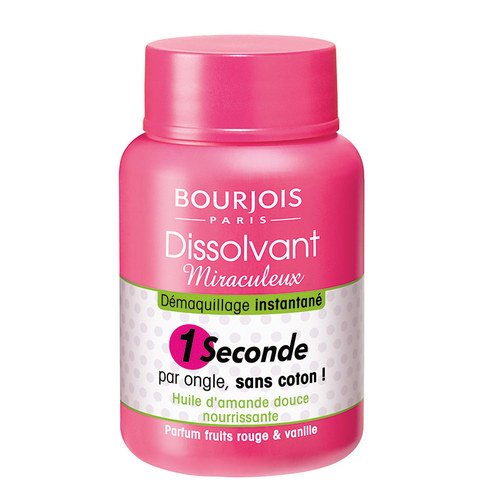 BOURJOIS
PARIS
Dissolvant
Miraculeux
Démaquillage instantané
1 Seconde
par ongle, sans coton !
Huile d'amande douce
nourrissante
Parfum fruits rouge & vanille